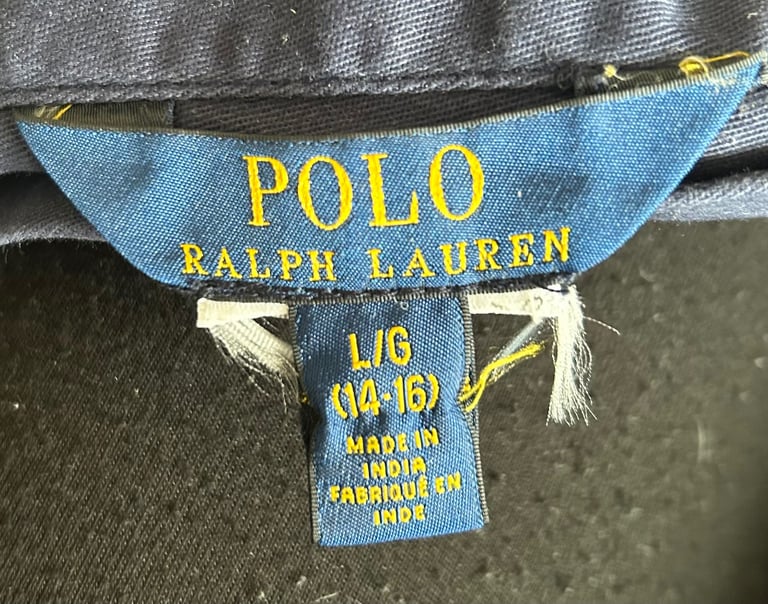 POLO
RALPH LAUREN
L/G
(14-16)
MADE IN
INDIA
FABRIQUÉ EN
INDE